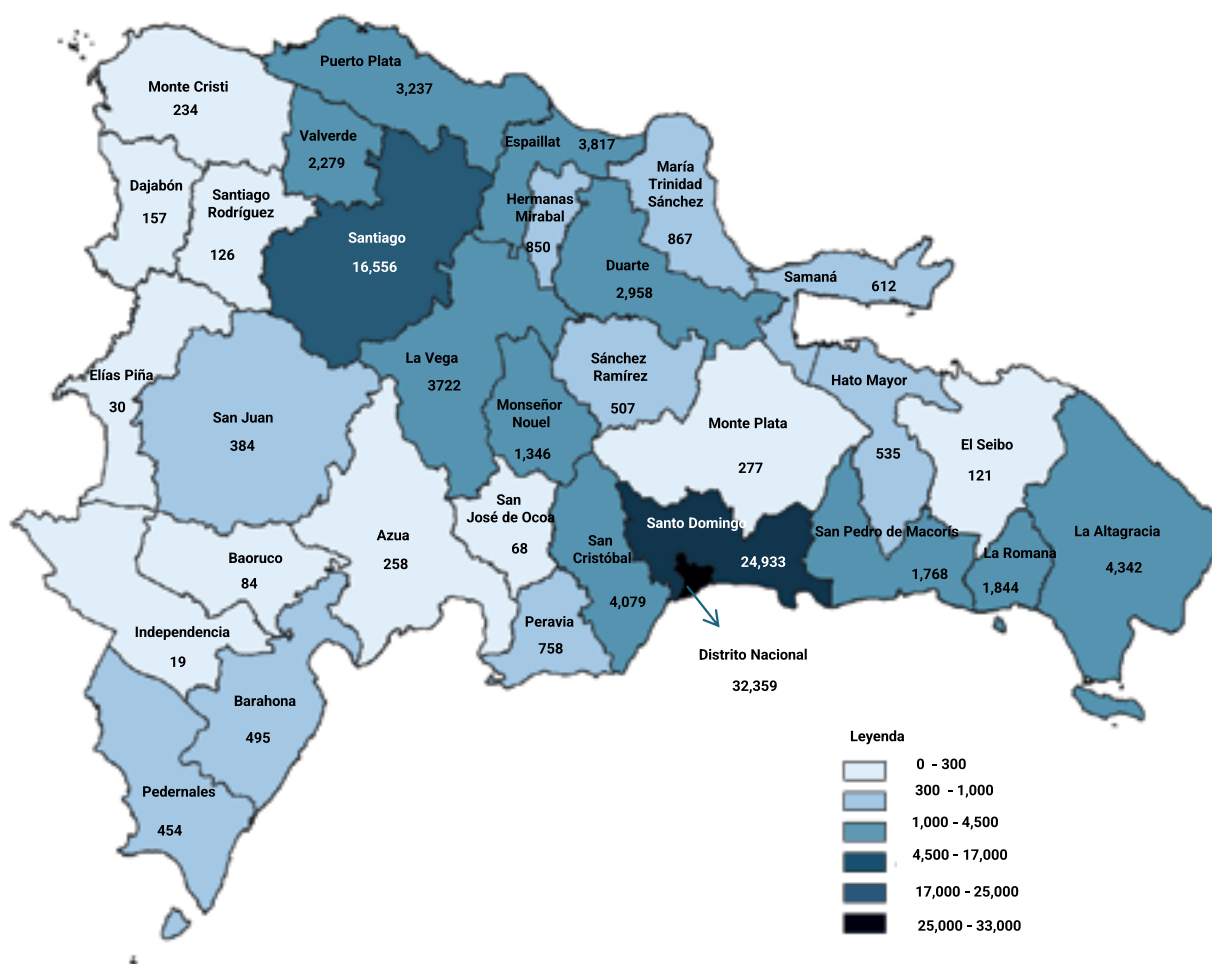 Puerto Plata
3,237
Monte Cristi
234
Valverde
2,279
Espaillat
3,817
María
Trinidad
Sánchez
867
Dajabón
157
Santiago
Rodríguez
126
Hermanas
Mirabal
850
Santiago
16,556
Duarte
2,958
Samaná
612
Elías Piña
30
La Vega
3722
Sánchez
Ramírez
507
Hato Mayor
535
San Juan
384
Monseñor
Nouel
1,346
Monte Plata
277
El Seibo
121
San
José de Ocoa
68
Azua
258
Baoruco
84
San
Cristóbal
4,079
Santo Domingo
24,933
San Pedro de Macorís
1,768
La Romana
1,844
La Altagracia
4,342
Independencia
19
Peravia
758
Distrito Nacional
32,359
Barahona
495
Pedernales
454
Leyenda
0 - 300
300 - 1,000
1,000 - 4,500
4,500 - 17,000
17,000 - 25,000
25,000 - 33,000